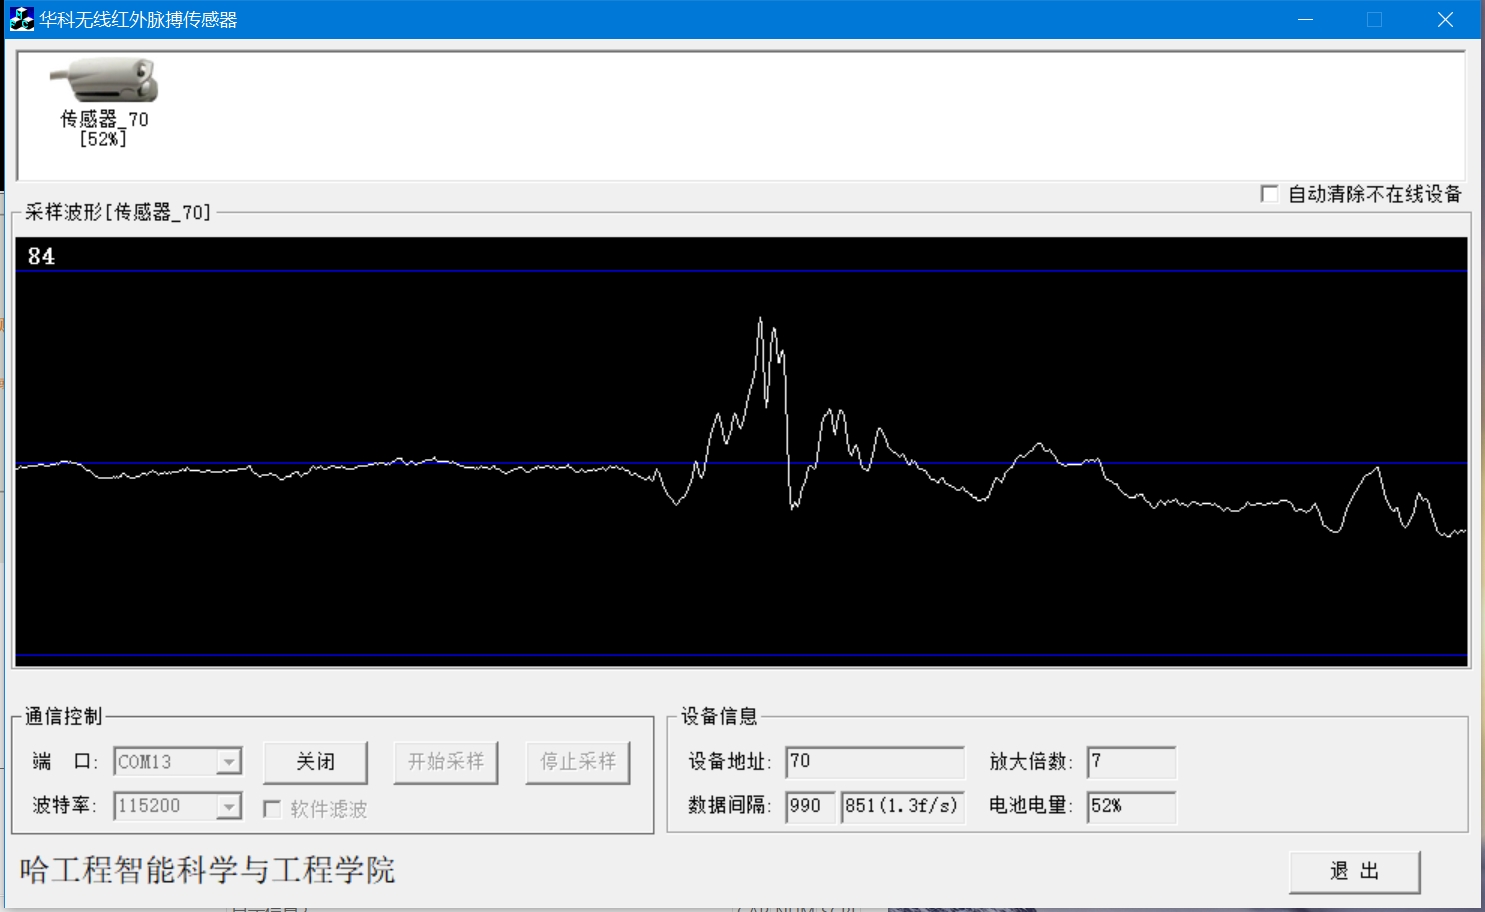 华科无线红外脉搏传感器
传感器_70
[52%]
自动清除不在线设备
采样波形[传感器_70]
84
通信控制
端 口: COM13 关闭 开始采样 停止采样
波特率: 115200 软件滤波
设备信息
设备地址: 70 放大倍数: 7
数据间隔: 990 851(1.3f/s) 电池电量: 52%
哈工程智能科学与工程学院
退 出